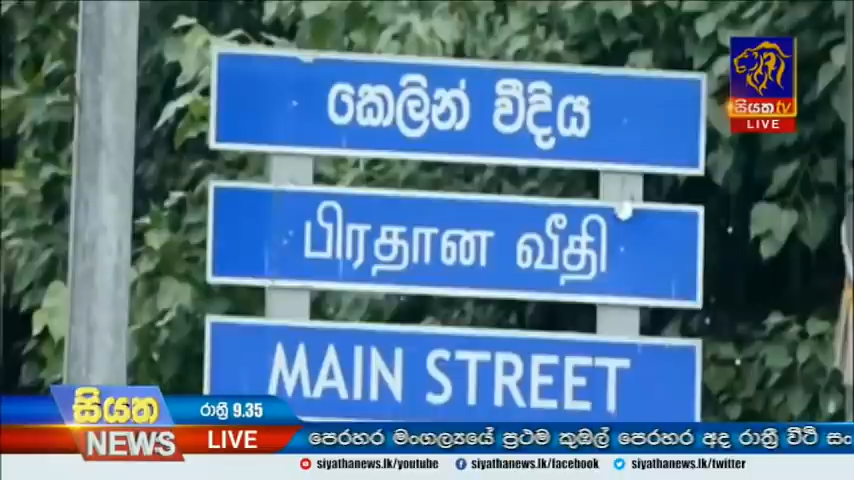 කෙලින් වීදිය
සියත tv
LIVE
பிரதான வீதி
MAIN STREET
සියත
NEWS
රාත්‍රී 9.35
LIVE
පෙරහර මංගල්‍යයේ ප්‍රථම කුඹල් පෙරහර අද රාත්‍රී වීථි සං
siyathanews.lk/youtube siyathanews.lk/facebook siyathanews.lk/twitter